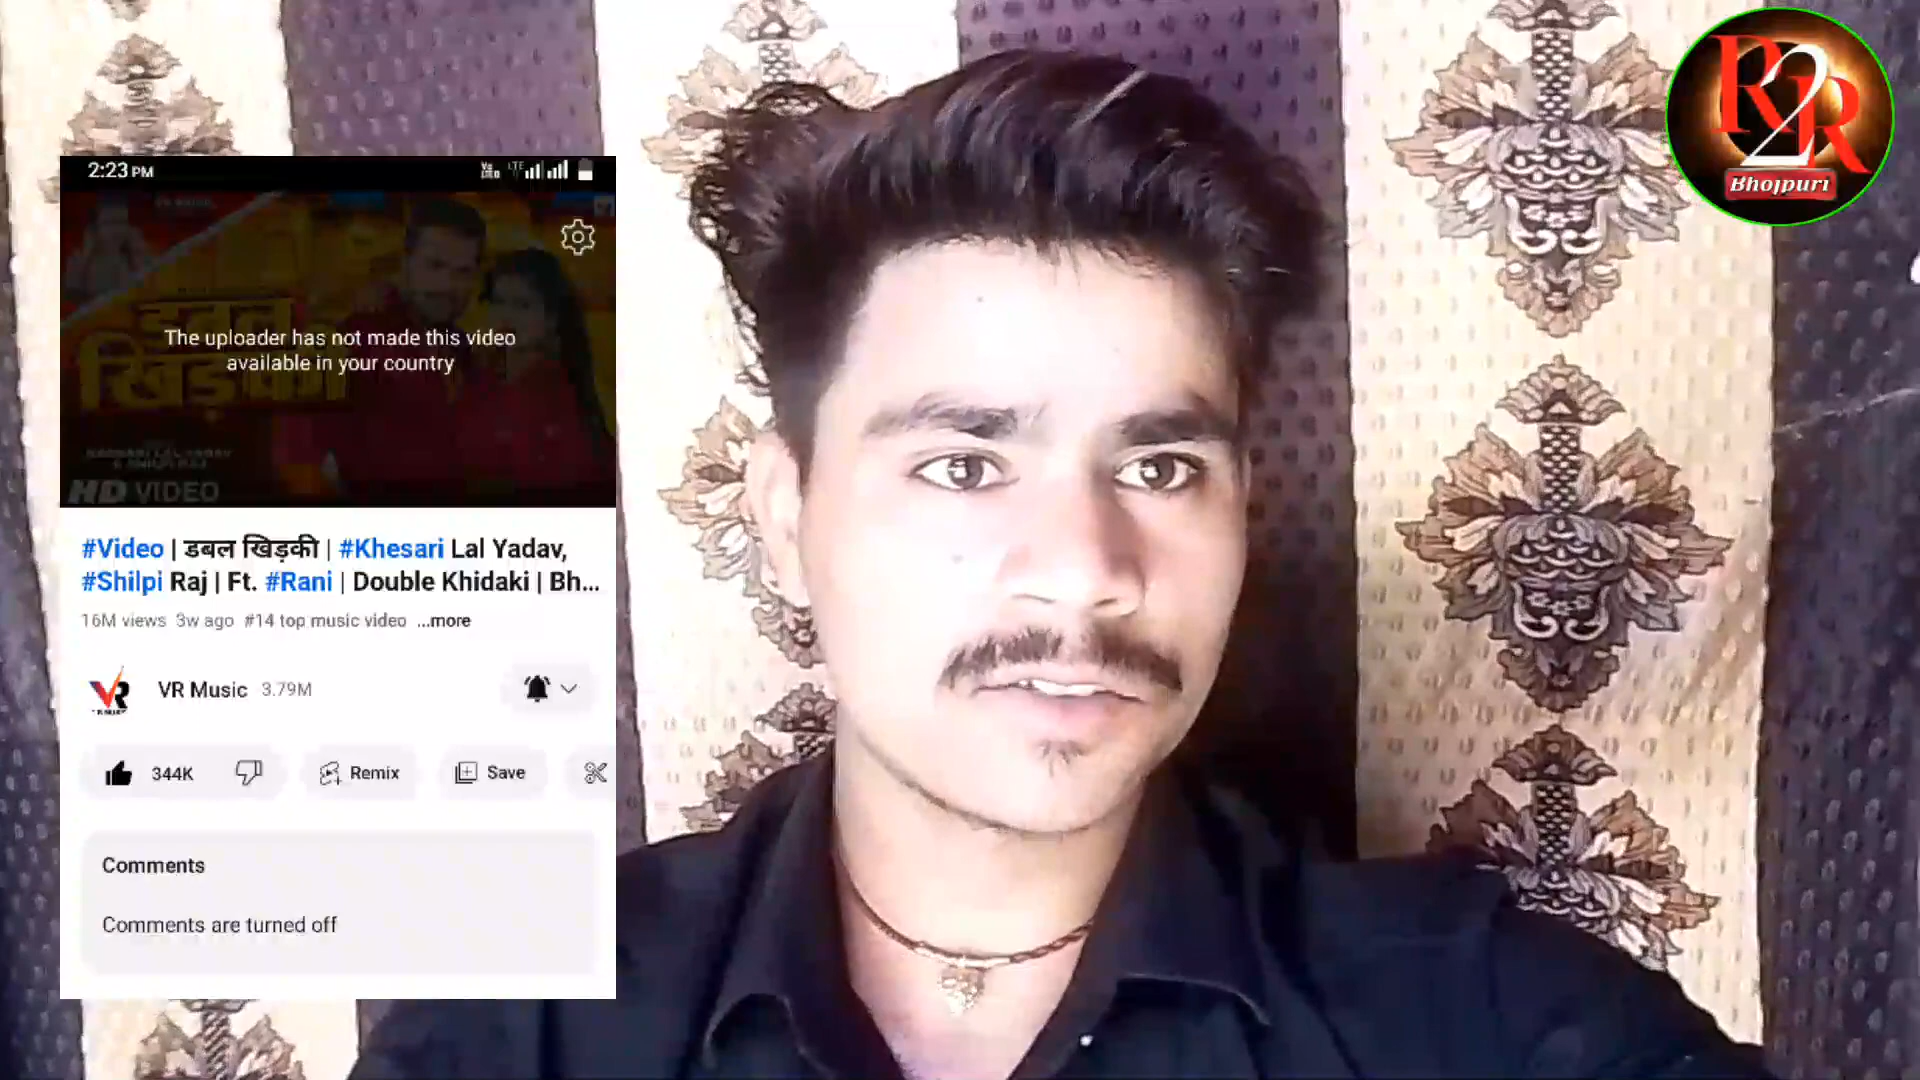 2:23 PM
The uploader has not made this video
available in your country
डबल
खिड़की
HD VIDEO
#Video | डबल खिड़की | #Khesari Lal Yadav,
#Shilpi Raj | Ft. #Rani | Double Khidaki | Bh...
16M views 3w ago #14 top music video ...more
VR Music 3.79M
344K
Remix
Save
Comments
Comments are turned off
R2R
Bhojpuri